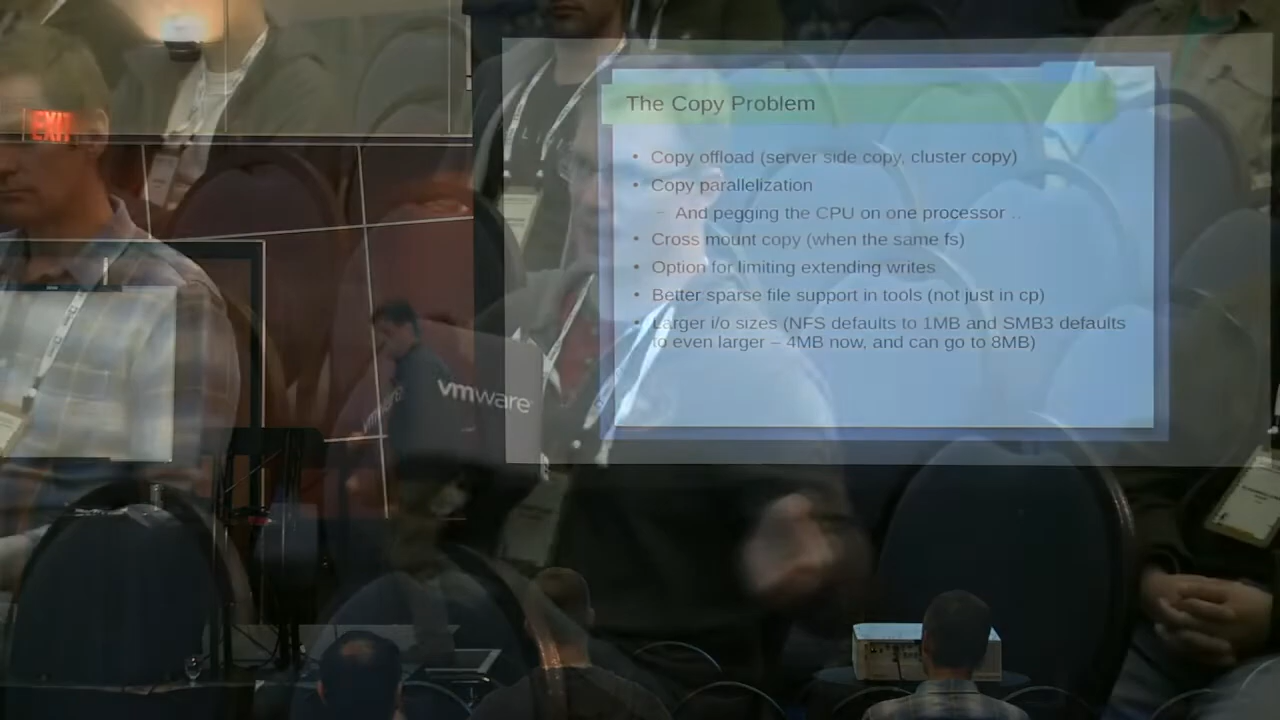 EXIT
The Copy Problem
• Copy offload (server side copy, cluster copy)
• Copy parallelization
– And pegging the CPU on one processor ..
• Cross mount copy (when the same fs)
• Option for limiting extending writes
• Better sparse file support in tools (not just in cp)
• Larger i/o sizes (NFS defaults to 1MB and SMB3 defaults
to even larger – 4MB now, and can go to 8MB)
vmware
vmware